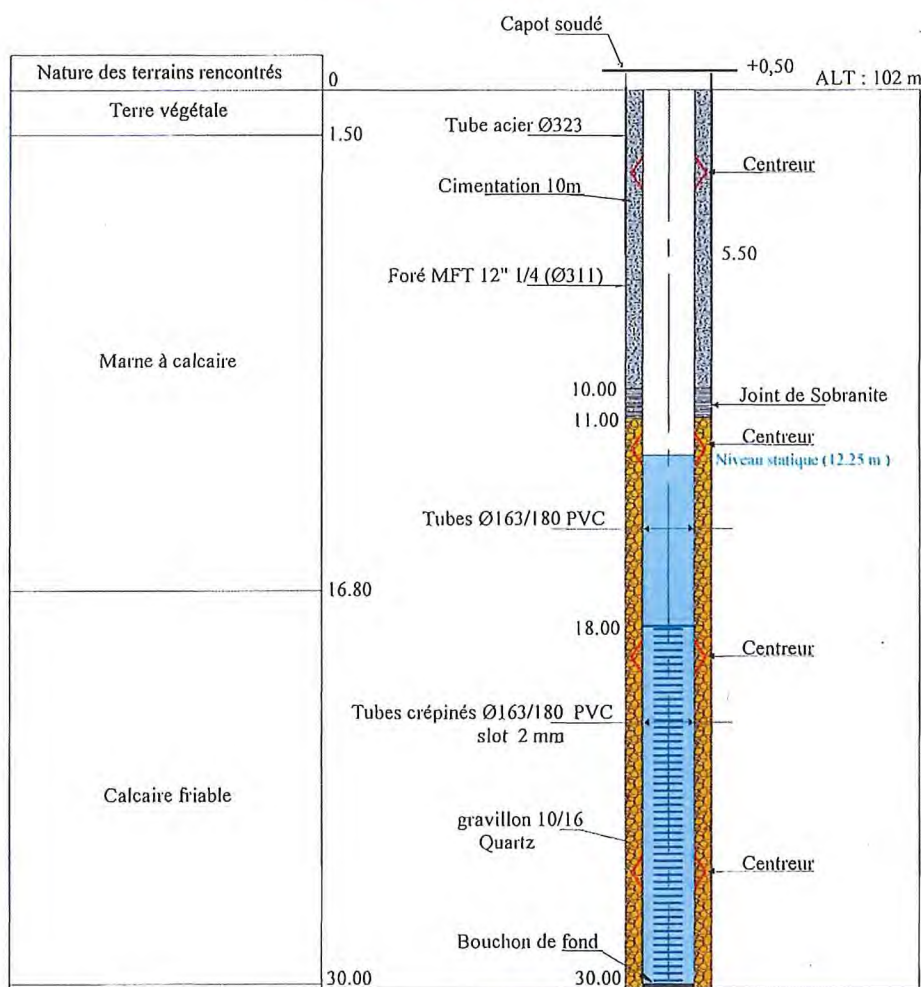 Capot soudé
+0,50
ALT : 102 m
Nature des terrains rencontrés
0
Terre végétale
1.50
Tube acier Ø323
Centreur
Cimentation 10m
5.50
Foré MFT 12" 1/4 (Ø311)
Marne à calcaire
10.00
Joint de Sobranite
11.00
Centreur
Niveau statique (12.25 m )
Tubes Ø163/180 PVC
16.80
18.00
Centreur
Tubes crépinés Ø163/180 PVC
slot 2 mm
Calcaire friable
gravillon 10/16
Quartz
Centreur
Bouchon de fond
30.00
30.00